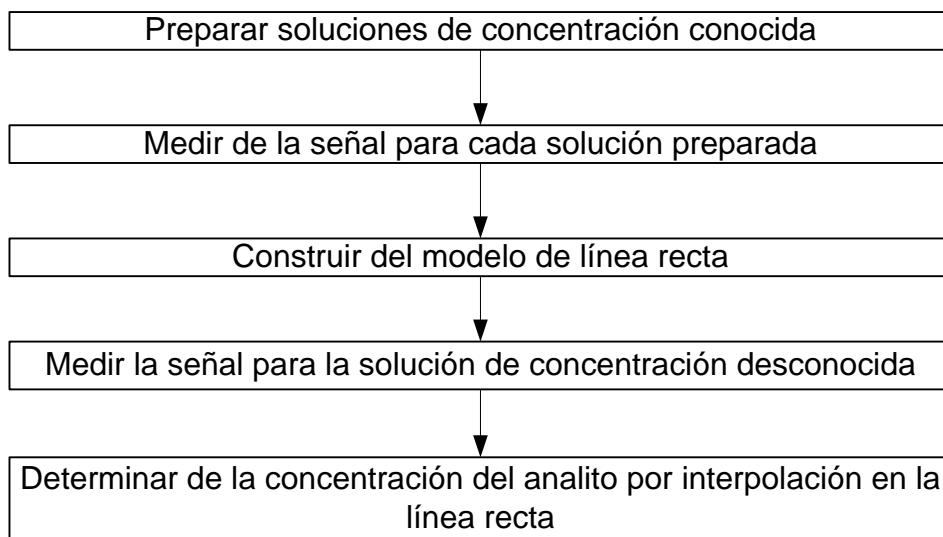 Preparar soluciones de concentración conocida
Medir de la señal para cada solución preparada
Construir del modelo de línea recta
Medir la señal para la solución de concentración desconocida
Determinar de la concentración del analito por interpolación en la
línea recta